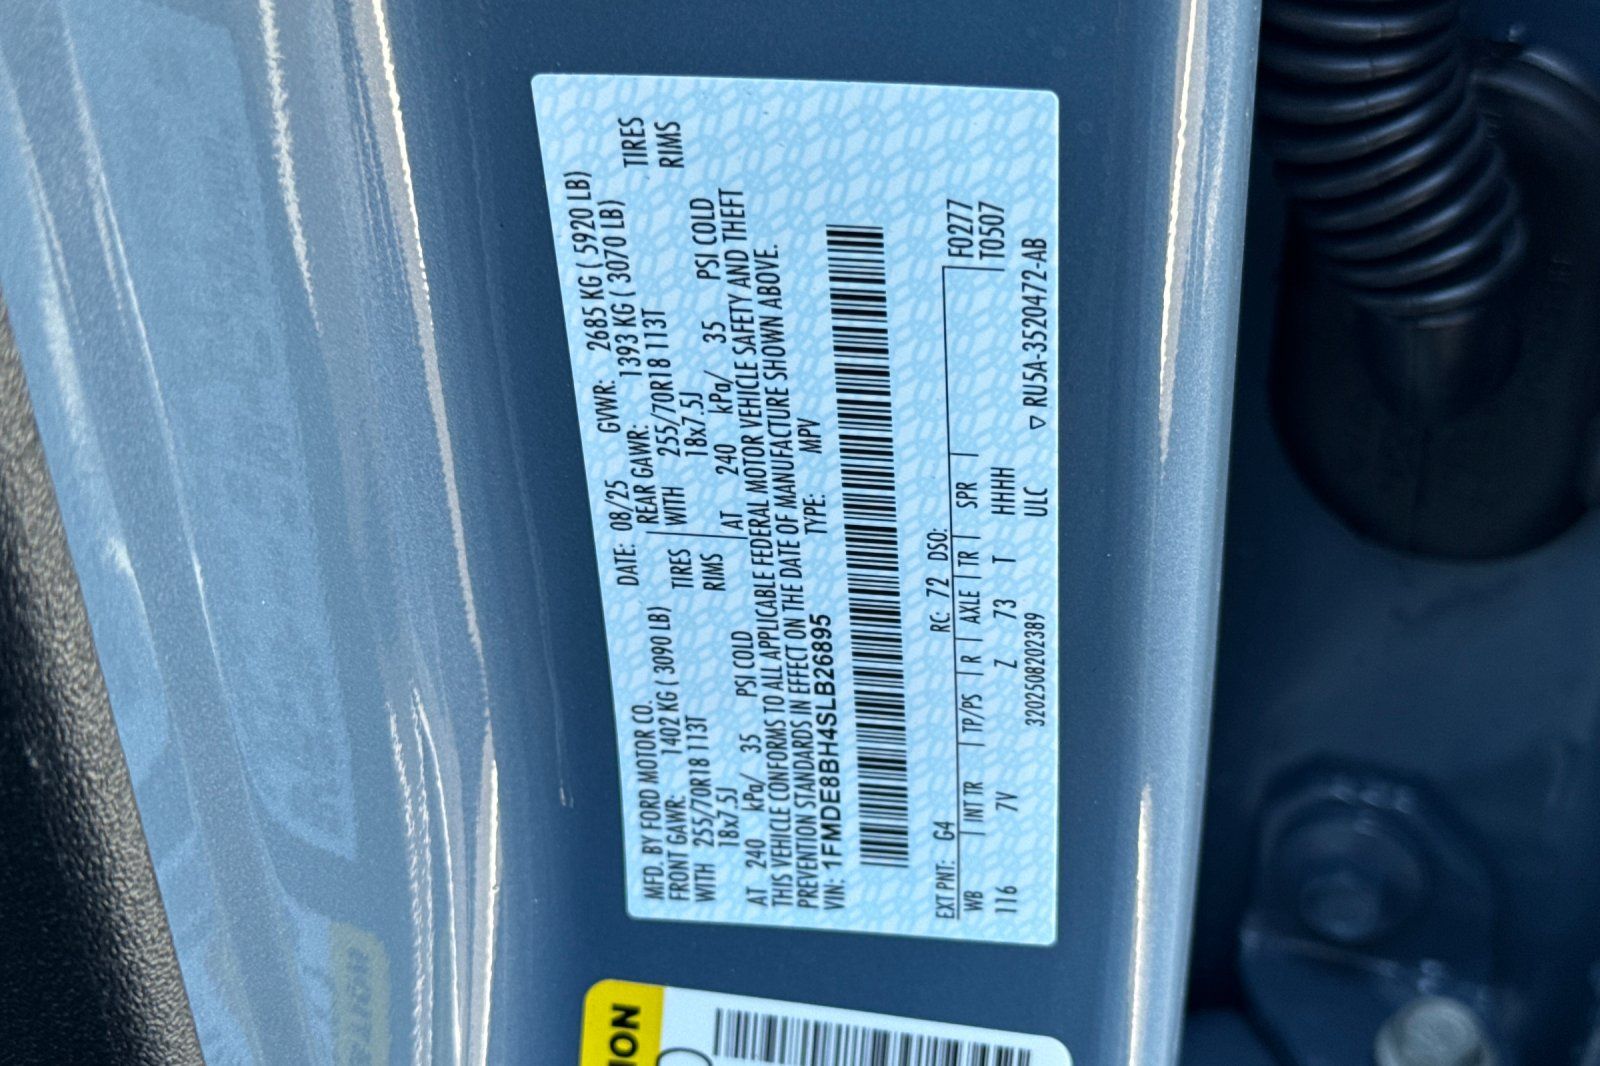 MFD. BY FORD MOTOR CO.
DATE: 08/25 GVWR: 2685 KG ( 5920 LB)
FRONT GAWR: 1402 KG ( 3090 LB) REAR GAWR: 1393 KG ( 3070 LB)
WITH 255/70R18 113T TIRES WITH 255/70R18 113T TIRES
18x7.5J RIMS 18x7.5J RIMS
AT 240 kPa/ 35 PSI COLD AT 240 kPa/ 35 PSI COLD
THIS VEHICLE CONFORMS TO ALL APPLICABLE FEDERAL MOTOR VEHICLE SAFETY AND THEFT
PREVENTION STANDARDS IN EFFECT ON THE DATE OF MANUFACTURE SHOWN ABOVE.
VIN: 1FMDE8BH4SLB26895 TYPE: MPV
EXT PNT: G4 RC: 72 DSO:
WB | INT TR | TP/PS | R | AXLE | TR | SPR | F0277
116 7V Z 73 T HHHH T0507
320250820238​9 ULC ▽ RU5A-3520472-AB
ION